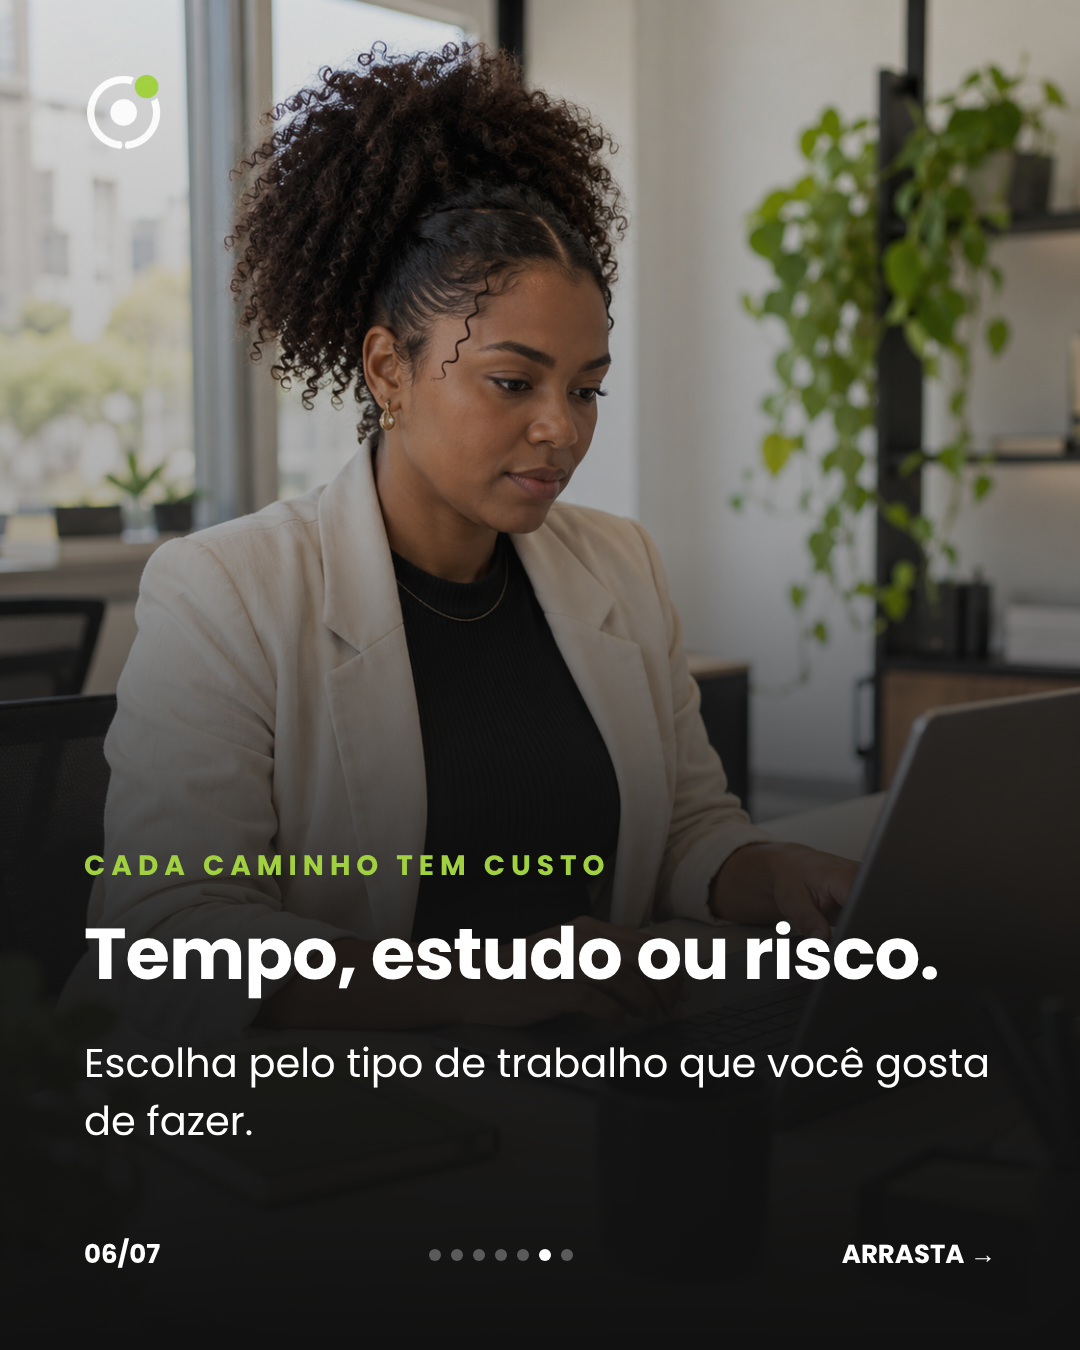 CADA CAMINHO TEM CUSTO
Tempo, estudo ou risco.
Escolha pelo tipo de trabalho que você gosta
de fazer.
06/07
ARRASTA →